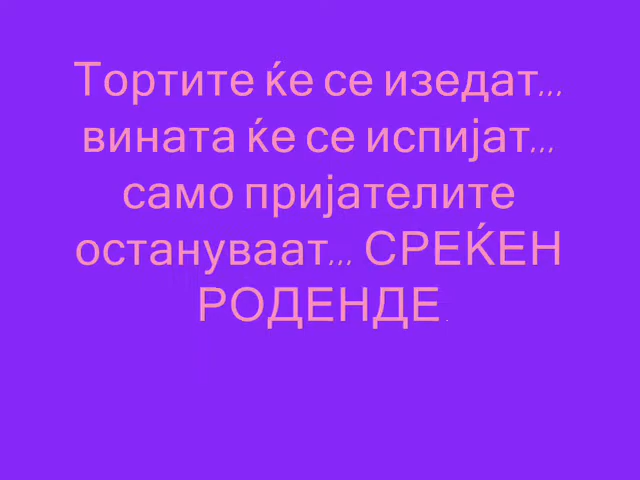 Тортите ќе се изедат,,,
вината ќе се испијат,,,
само пријателите
остануваат,,, СРЕЌЕН
РОДЕНДЕ